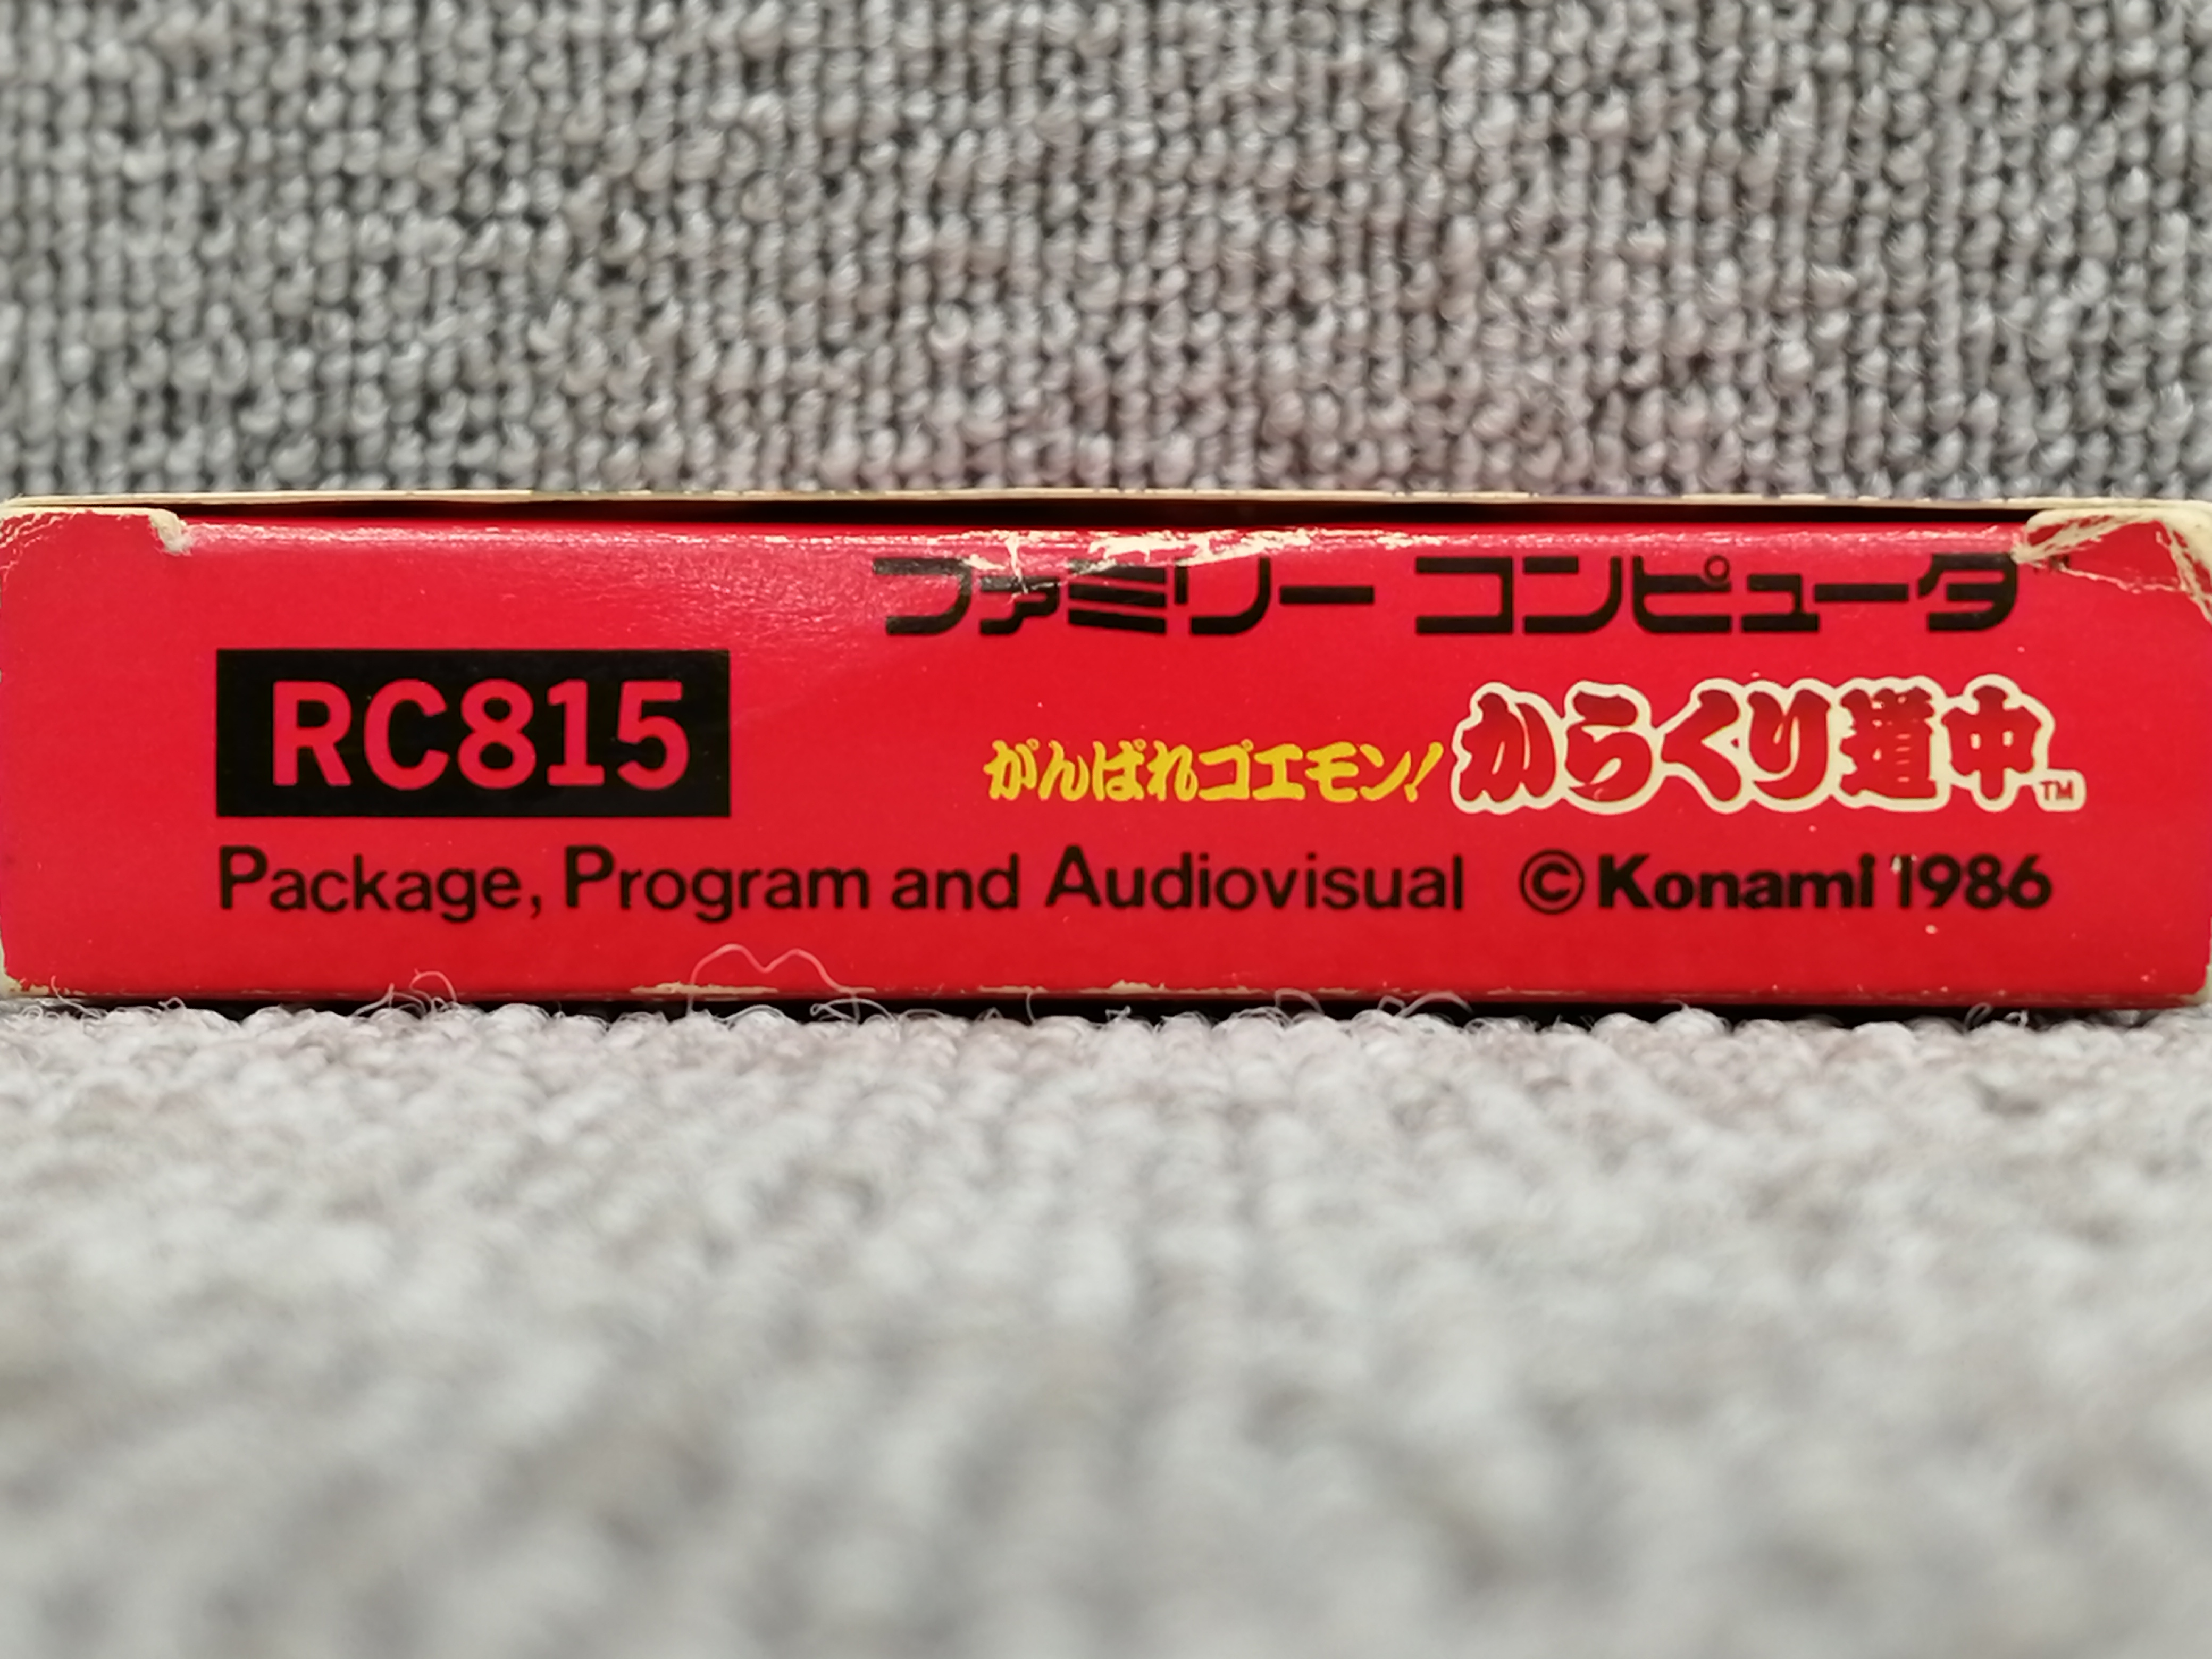 ファミリー コンピュータ
RC815
がんばれゴエモン! からくり道中™
Package, Program and Audiovisual ©Konami 1986